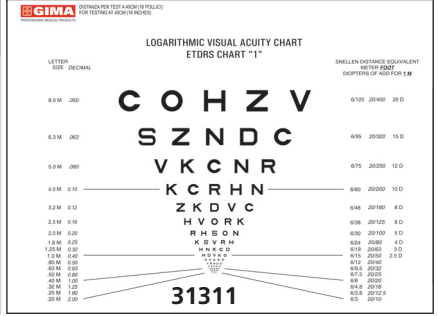 GIMA
PROFESSIONAL MEDICAL PRODUCTS
DISTANZA PER TEST A 40CM (16 POLLICI)
FOR TESTING AT 40CM (16 INCHES)
LOGARITHMIC VISUAL ACUITY CHART
ETDRS CHART "1"
LETTER SIZE DECIMAL
SNELLEN DISTANCE EQUIVALENT
METER FOOT
DIOPTERS OF ADD FOR 1 M
8.0 M .050 C O H Z V 6/120 20/400 20 D
6.3 M .063 S Z N D C 6/95 20/320 15 D
5.0 M .080 V K C N R 6/75 20/250 12 D
4.0 M 0.10 K C R H N 6/60 20/200 10 D
3.2 M 0.12 Z K D V C 6/48 20/160 8 D
2.5 M 0.16 H V O R K 6/38 20/125 6 D
2.0 M 0.20 R H S O N 6/30 20/100 5 D
1.6 M 0.25 K S V R H 6/24 20/80 4 D
1.25 M 0.32 H N K C D 6/19 20/63 3 D
1.0 M 0.40 N D V K O 6/15 20/50 2.5 D
.80 M 0.50 6/12 20/40
.63 M 0.63 6/9.5 20/32
.50 M 0.80 6/7.5 20/25
.40 M 1.00 6/6 20/20
.32 M 1.25 6/4.8 20/16
.25 M 1.60 6/3.8 20/12.5
.20 M 2.00 6/3 20/10
31311